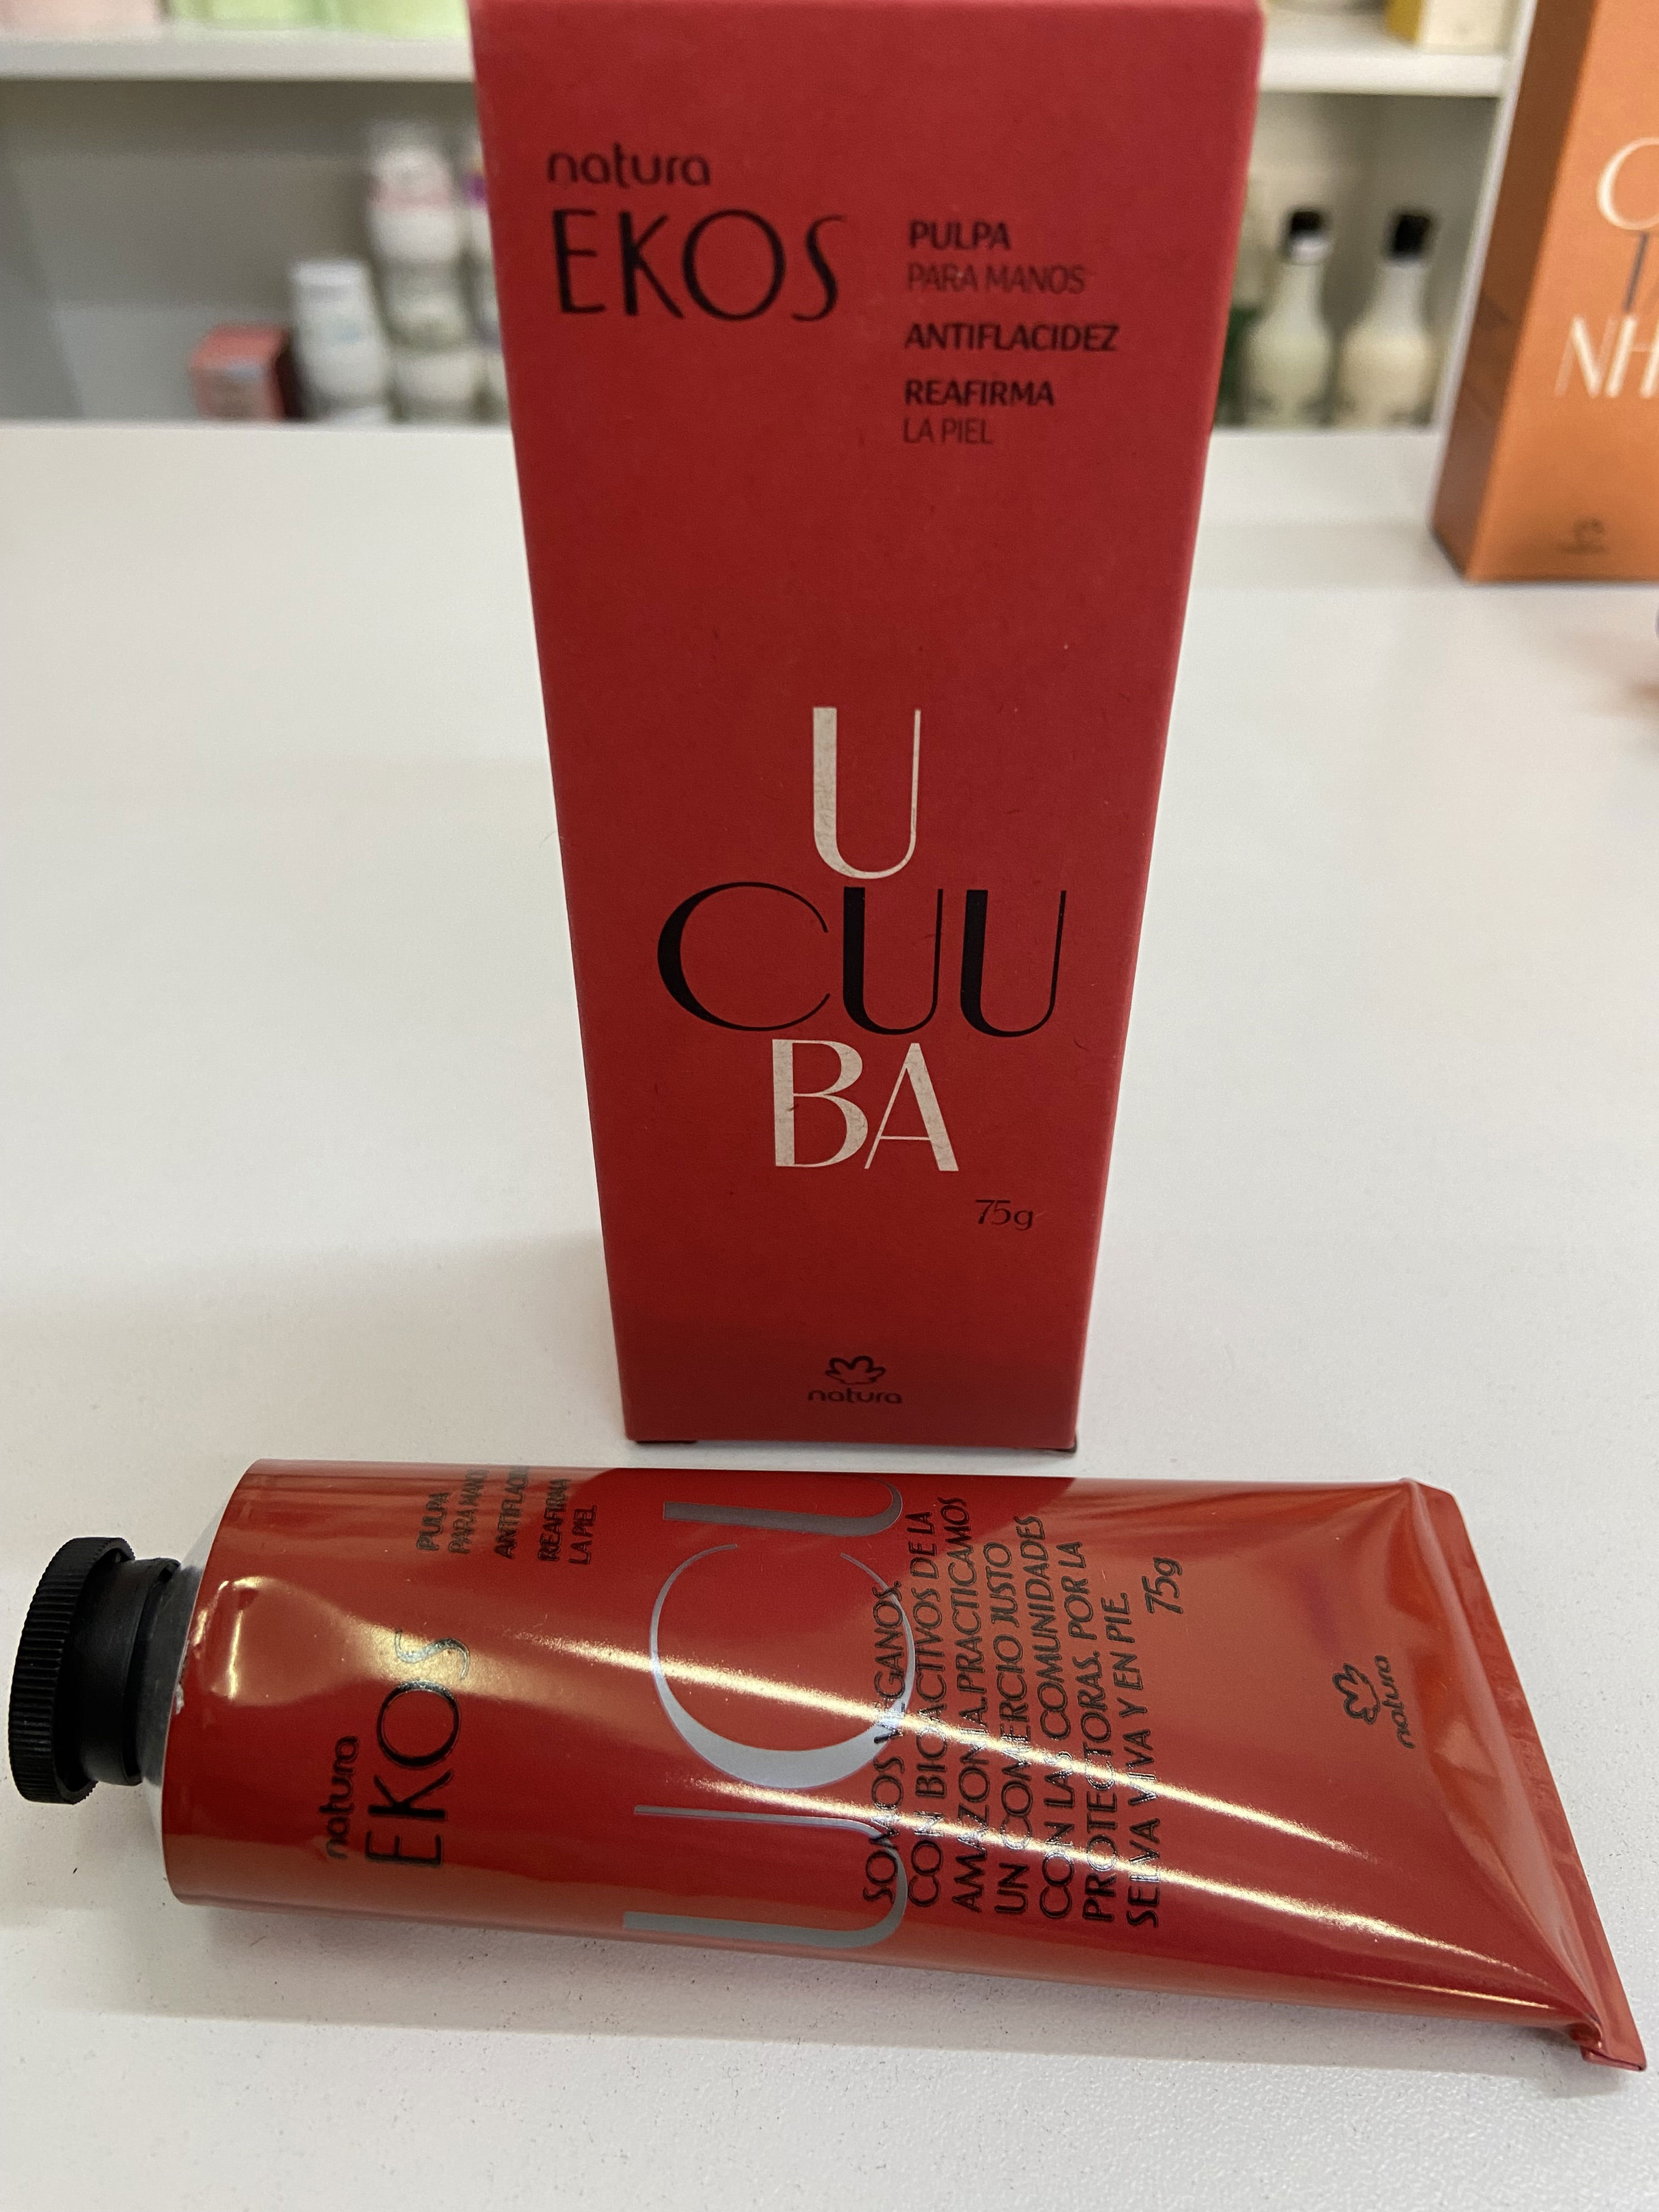 natura
EKOS
PULPA
PARA MANOS
ANTIFLACIDEZ
REAFIRMA
LA PIEL
U
CUU
BA
75g
natura
natura
EKOS
PULPA
PARA
REAFIRMA
LA PIEL
UCU
SOMOS VEGANOS.
CON BIOACTIVOS DE LA
AMAZONIA. PRACTICAMOS
UN COMERCIO JUSTO
CON LAS COMUNIDADES
PROTECTORAS. POR LA
SELVA VIVA Y EN PIE.
75g
natura